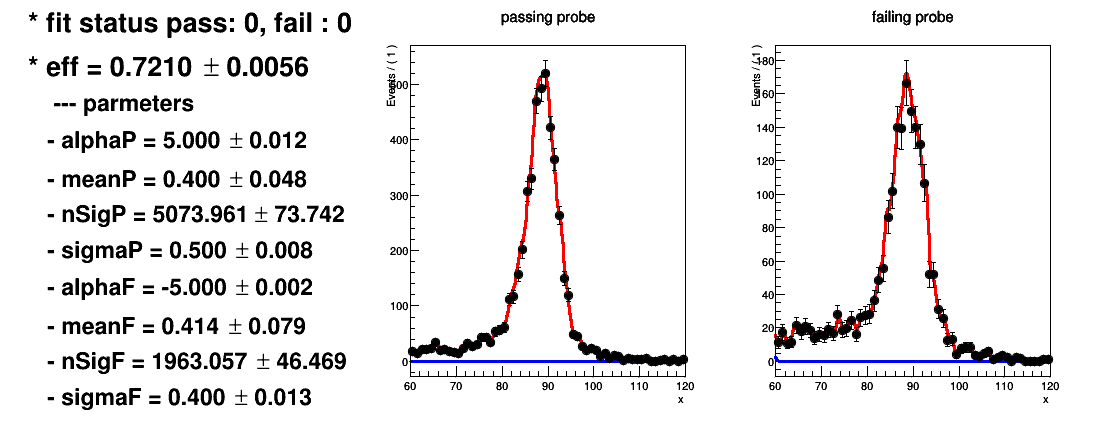 * fit status pass: 0, fail : 0
* eff = 0.7210 ± 0.0056
--- parmeters
- alphaP = 5.000 ± 0.012
- meanP = 0.400 ± 0.048
- nSigP = 5073.961 ± 73.742
- sigmaP = 0.500 ± 0.008
- alphaF = -5.000 ± 0.002
- meanF = 0.414 ± 0.079
- nSigF = 1963.057 ± 46.469
- sigmaF = 0.400 ± 0.013
passing probe
Events / ( 1 )
500
400
300
200
100
0
60 70 80 90 100 110 120
x
failing probe
Events / ( 1 )
180
160
140
120
100
80
60
40
20
0
60 70 80 90 100 110 120
x